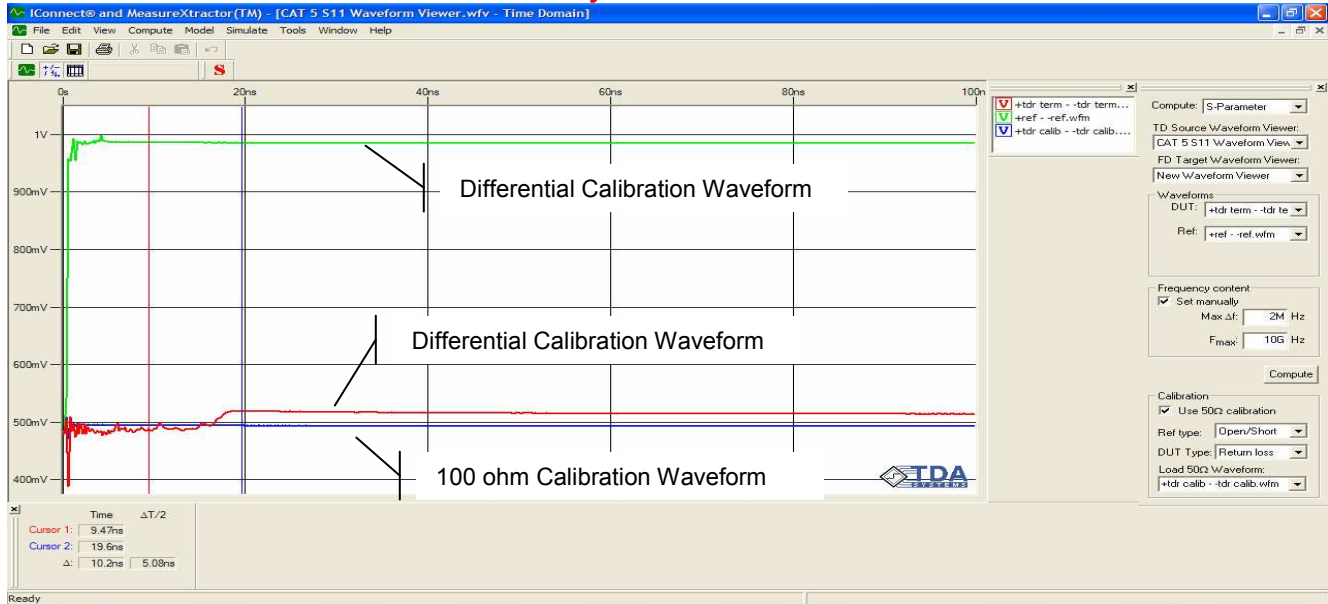 IConnect® and MeasureXtractor(TM) - [CAT 5 S11 Waveform Viewer.wfv - Time Domain]
File Edit View Compute Model Simulate Tools Window Help
S
0s 20ns 40ns 60ns 80ns 100n
1V
900mV
800mV
700mV
600mV
500mV
400mV
Differential Calibration Waveform
Differential Calibration Waveform
100 ohm Calibration Waveform
TDA
SYSTEMS
V +tdr term - -tdr term...
V +ref - -ref.wfm
V +tdr calib - -tdr calib....
Compute: S-Parameter
TD Source Waveform Viewer:
CAT 5 S11 Waveform View
FD Target Waveform Viewer:
New Waveform Viewer
Waveforms
DUT: +tdr term - -tdr te
Ref: +ref - -ref.wfm
Frequency content
Set manually
Max Δf: 2M Hz
Fmax: 10G Hz
Compute
Calibration
Use 50Ω calibration
Ref type: Open/Short
DUT Type: Return loss
Load 50Ω Waveform:
+tdr calib - -tdr calib.wfm
Time ΔT/2
Cursor 1: 9.47ns
Cursor 2: 19.6ns
Δ: 10.2ns 5.08ns
Ready